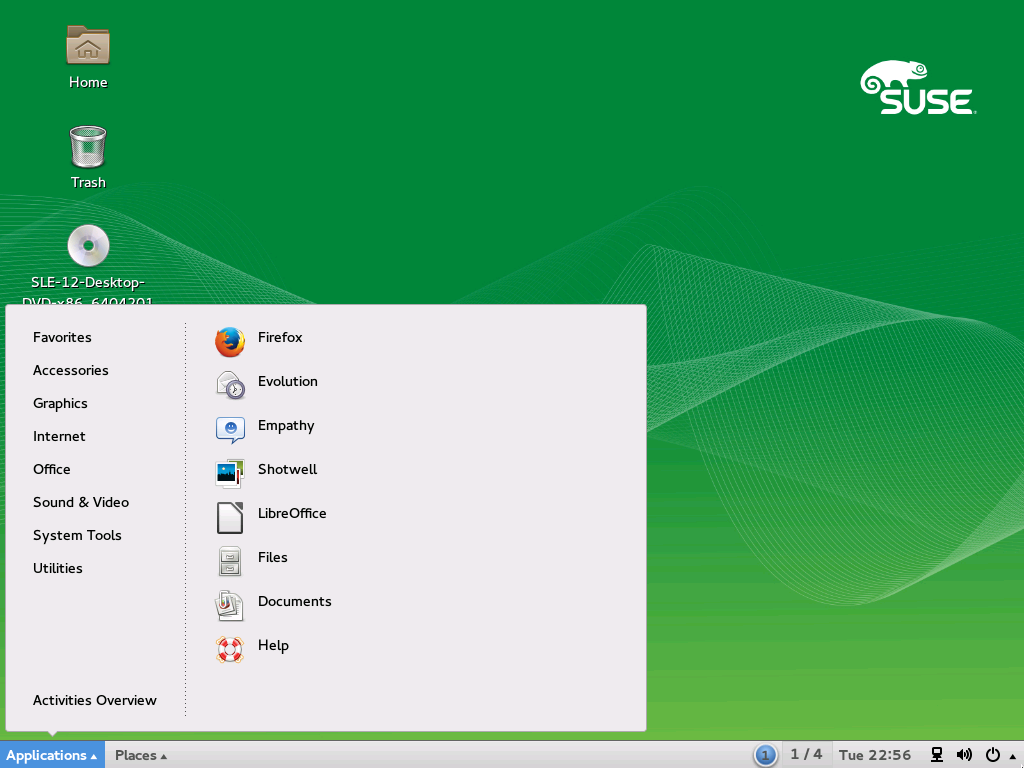 Home
SUSE
Trash
SLE-12-Desktop-
DVD-x86_6404201
Favorites
Accessories
Graphics
Internet
Office
Sound & Video
System Tools
Utilities
Activities Overview
Firefox
Evolution
Empathy
Shotwell
LibreOffice
Files
Documents
Help
Applications
Places
1
1 / 4
Tue 22:56